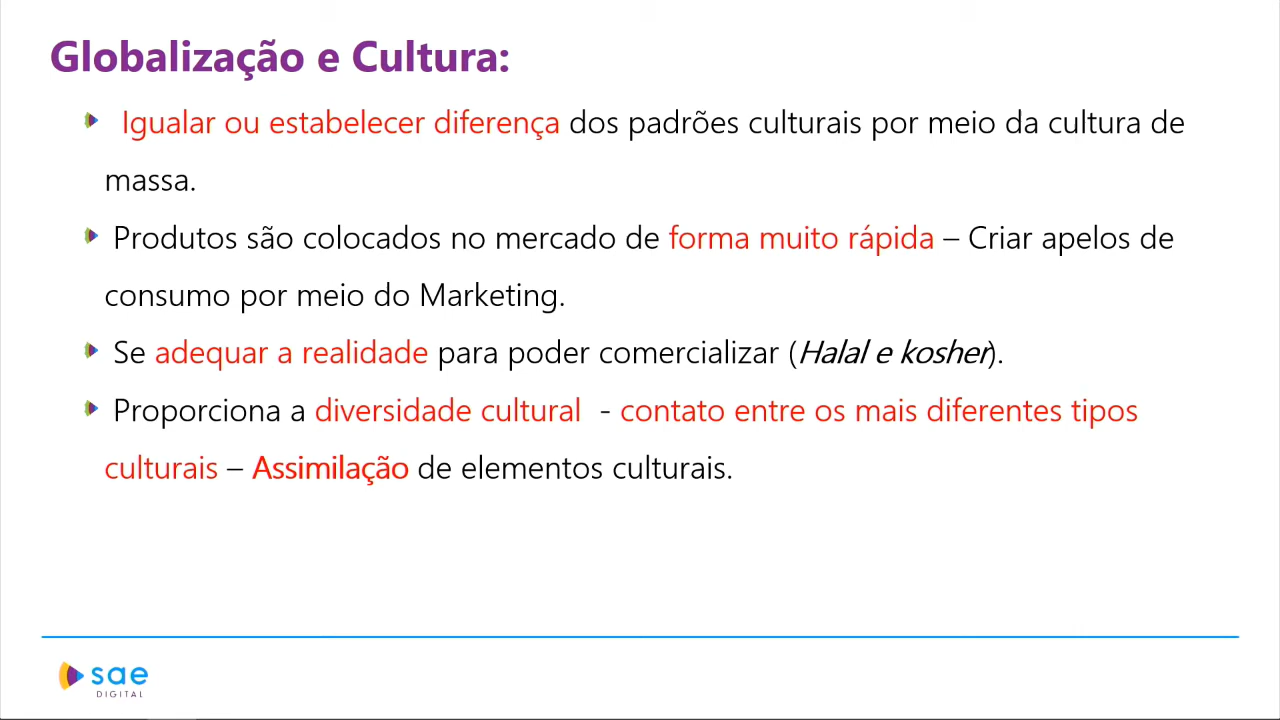 Globalização e Cultura:
Igualar ou estabelecer diferença dos padrões culturais por meio da cultura de
massa.
Produtos são colocados no mercado de forma muito rápida – Criar apelos de
consumo por meio do Marketing.
Se adequar a realidade para poder comercializar (Halal e kosher).
Proporciona a diversidade cultural - contato entre os mais diferentes tipos
culturais – Assimilação de elementos culturais.
sae
DIGITAL